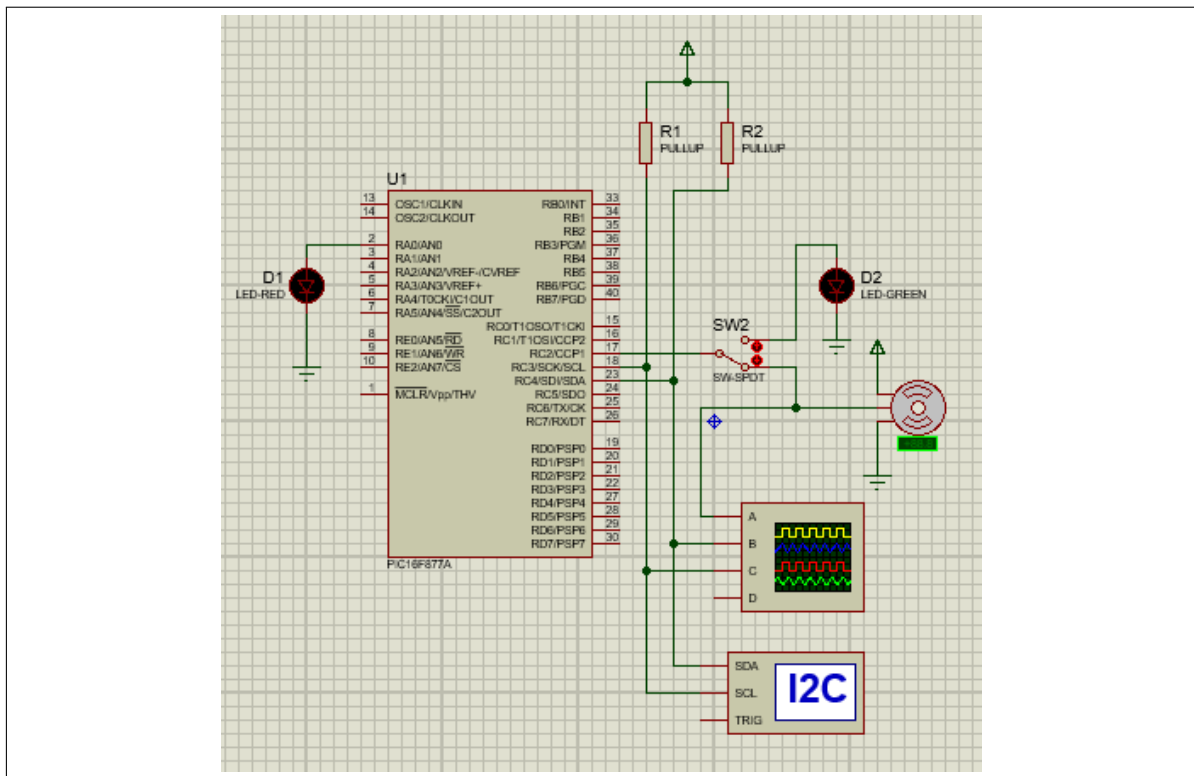 R1
PULLUP
R2
PULLUP
U1
13 OSC1/CLKIN
14 OSC2/CLKOUT
2 RA0/AN0
3 RA1/AN1
4 RA2/AN2/VREF-/CVREF
5 RA3/AN3/VREF+
6 RA4/T0CKI/C1OUT
7 RA5/AN4/SS/C2OUT
8 RE0/AN5/RD
9 RE1/AN6/WR
10 RE2/AN7/CS
1 MCLR/Vpp/THV
RB0/INT 33
RB1 34
RB2 35
RB3/PGM 36
RB4 37
RB5 38
RB6/PGC 39
RB7/PGD 40
RC0/T1OSO/T1CKI 15
RC1/T1OSI/CCP2 16
RC2/CCP1 17
RC3/SCK/SCL 18
RC4/SDI/SDA 23
RC5/SDO 24
RC6/TX/CK 25
RC7/RX/DT 26
RD0/PSP0 19
RD1/PSP1 20
RD2/PSP2 21
RD3/PSP3 22
RD4/PSP4 27
RD5/PSP5 28
RD6/PSP6 29
RD7/PSP7 30
PIC16F877A
D1
LED-RED
D2
LED-GREEN
SW2
SW-SPDT
A
B
C
D
SDA
SCL
TRIG
I2C